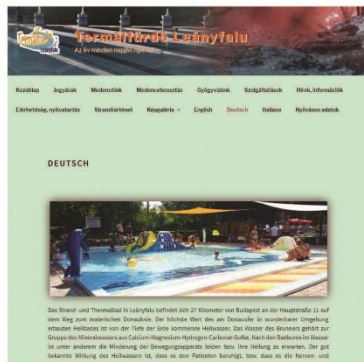 Termálfürdő Leányfalu
Az év minden napján nyitva
Kezdőlap Jegyárak Medencéink Medencebeosztás Gyógyvizünk Szolgáltatások Hírek, információk
Elérhetőség, nyitvatartás Strandtörténet Képgaléria English Deutsch Italiano Nyilvános adatok
DEUTSCH
Das Strand- und Thermalbad in Leányfalu befindet sich 27 Kilometer von Budapest an der Hauptstraße 11 auf
dem Weg zum malerischen Donauknie. Der höchste Wert des am Donauufer in wunderbarer Umgebung
erbauten Heilbades ist von der Tiefe der Erde kommende Heilwasser. Das Wasser des Brunnens gehört zur
Gruppe des Mineralwassers aus Calcium-Magnesium-Hydrogen-Carbonat-Sulfat. Nach den Badkuren im Wasser
ist unter anderem die Minderung der Bewegungsapparats leiden bzw. ihre Heilung zu erwarten. Der gut
bekannte Wirkung des Heilwassers ist, dass es den Patienten beruhigt, bzw. dass es die Nerven- und